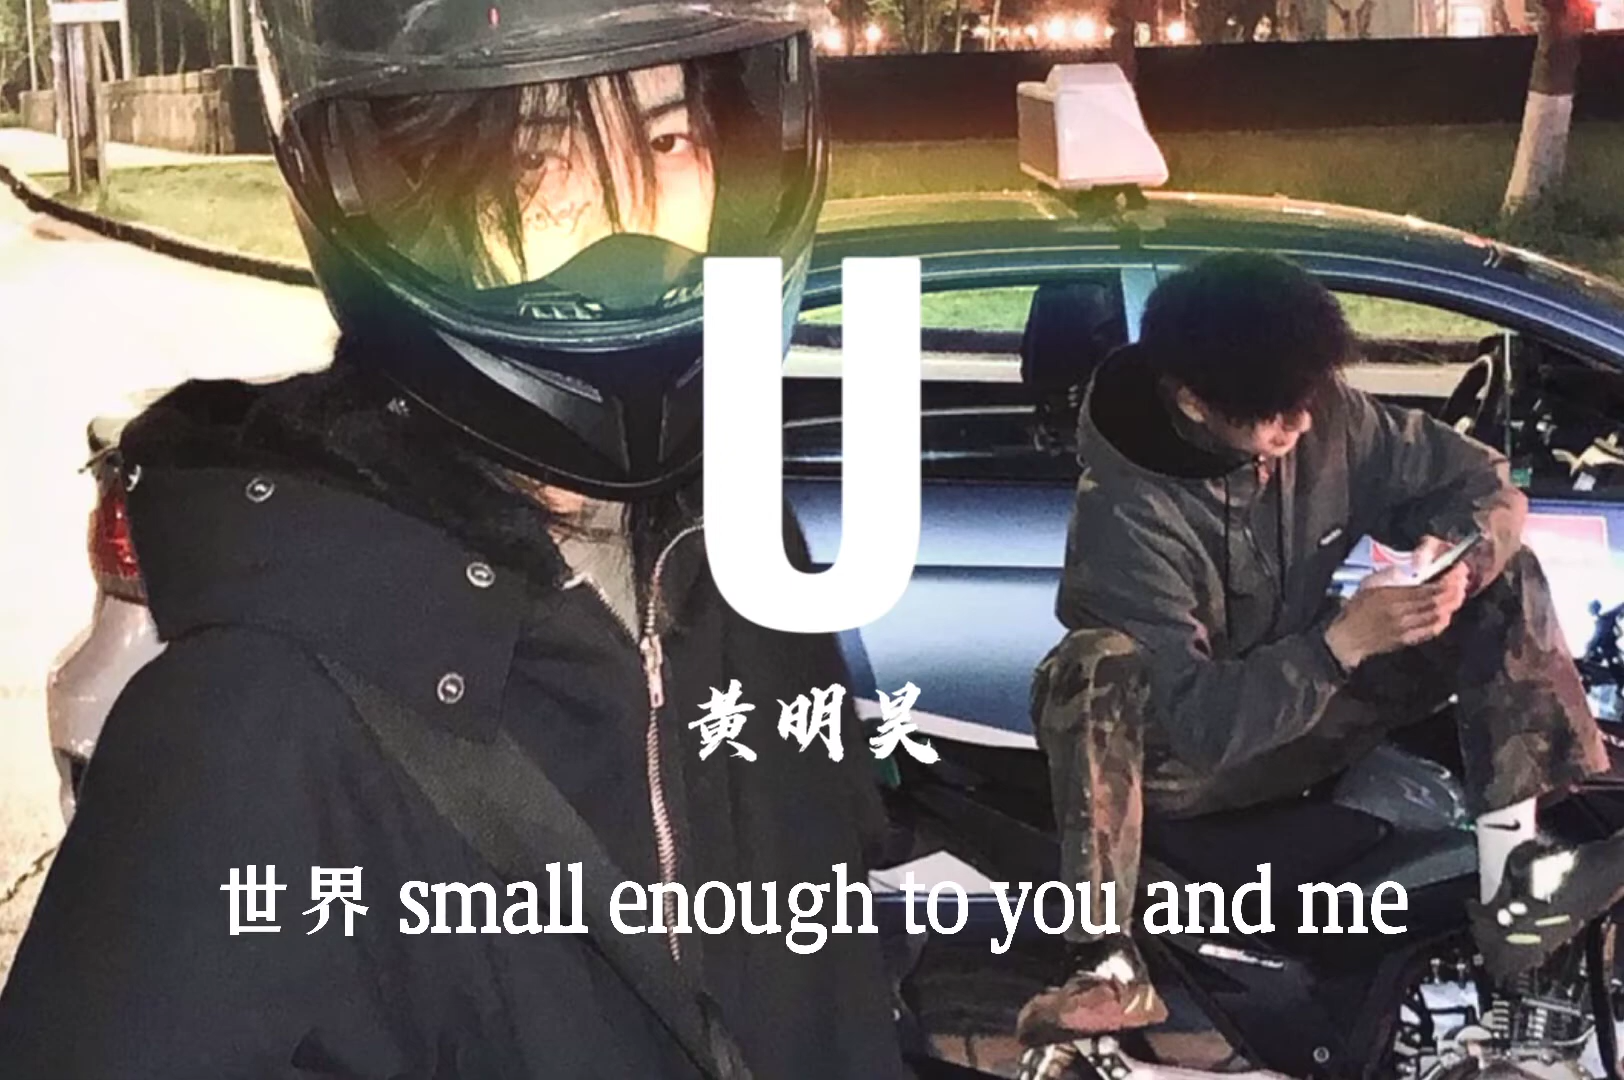 U
黄明昊
世界 small enough to you and me